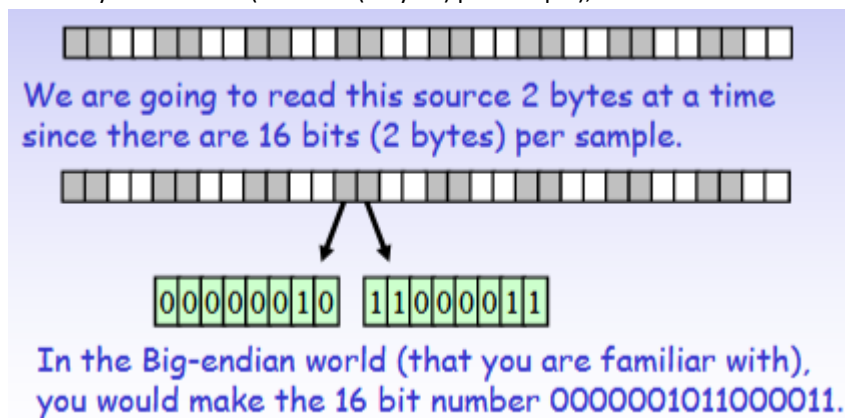 We are going to read this source 2 bytes at a time
since there are 16 bits (2 bytes) per sample.
00000010 11000011
In the Big-endian world (that you are familiar with),
you would make the 16 bit number 0000001011000011.